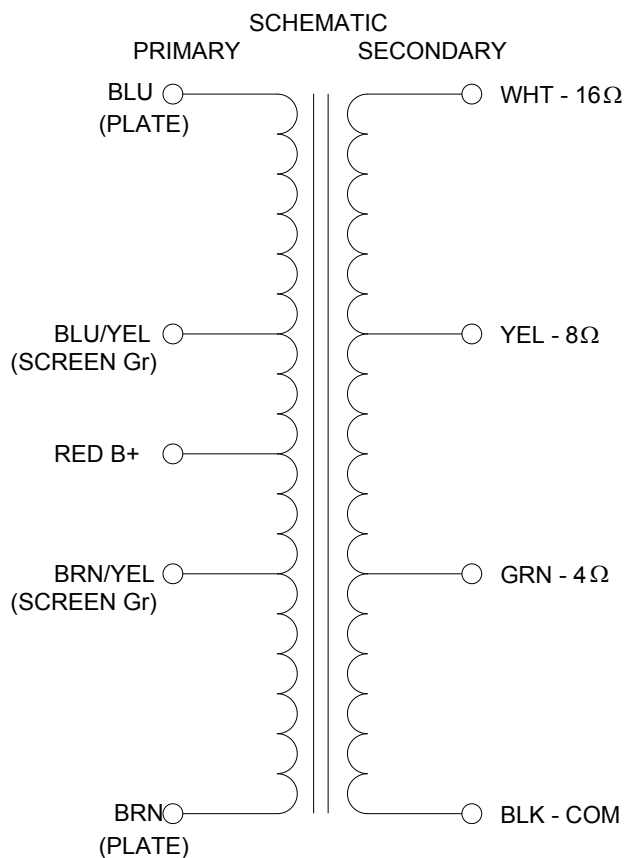 SCHEMATIC
PRIMARY
SECONDARY
BLU
(PLATE)
WHT - 16Ω
BLU/YEL
(SCREEN Gr)
YEL - 8Ω
RED B+
BRN/YEL
(SCREEN Gr)
GRN - 4Ω
BRN
(PLATE)
BLK - COM